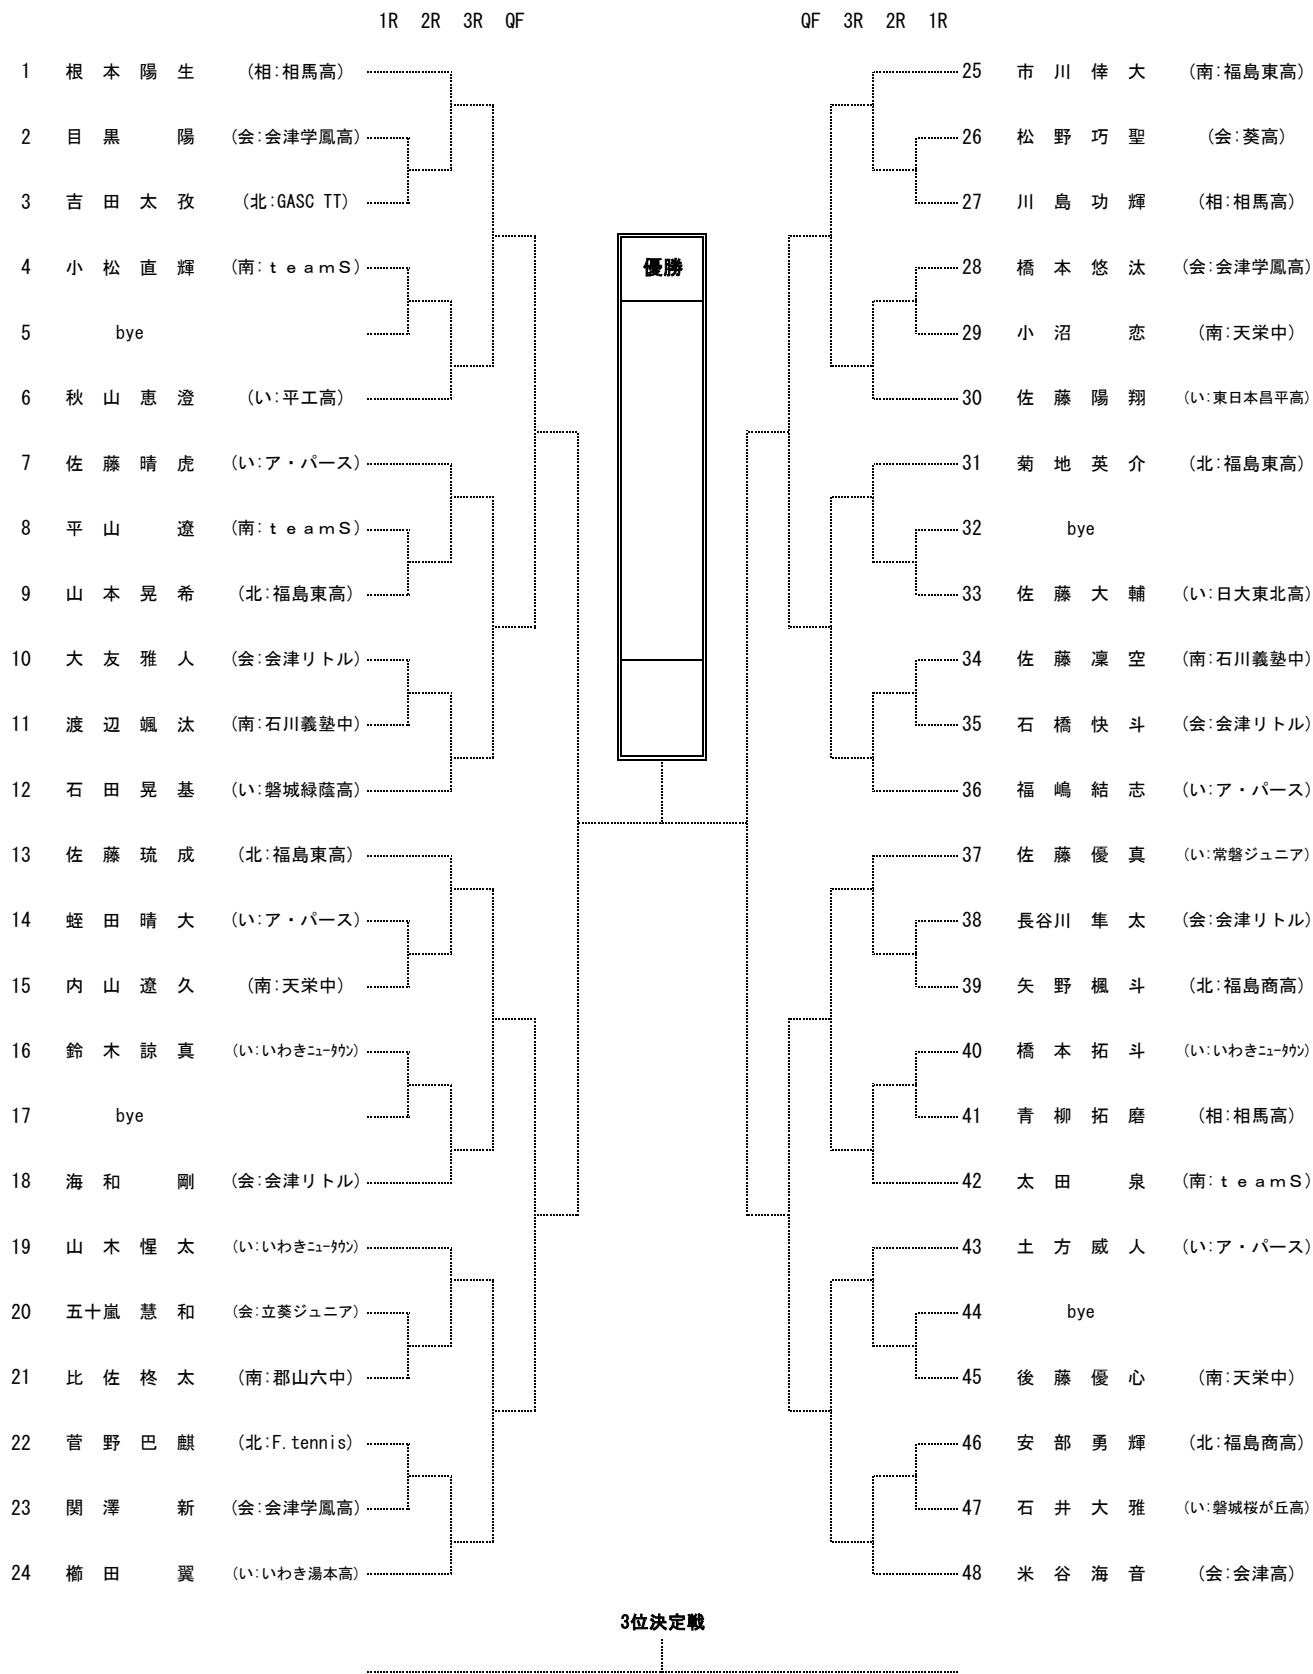 1R 2R 3R QF
QF 3R 2R 1R
1 根本陽生 (相:相馬高)
2 目黒 陽 (会:会津学鳳高)
3 吉田太孜 (北:GASC TT)
4 小松直輝 (南:ｔｅａｍＳ)
5 bye
6 秋山恵澄 (い:平工高)
7 佐藤晴虎 (い:ア・パース)
8 平山 遼 (南:ｔｅａｍＳ)
9 山本晃希 (北:福島東高)
10 大友雅人 (会:会津リトル)
11 渡辺颯汰 (南:石川義塾中)
12 石田晃基 (い:磐城緑蔭高)
13 佐藤琉成 (北:福島東高)
14 蛭田晴大 (い:ア・パース)
15 内山遼久 (南:天栄中)
16 鈴木諒真 (い:いわきﾆｭｰﾀｳﾝ)
17 bye
18 海和 剛 (会:会津リトル)
19 山木惺太 (い:いわきﾆｭｰﾀｳﾝ)
20 五十嵐慧和 (会:立葵ジュニア)
21 比佐柊太 (南:郡山六中)
22 菅野巴麒 (北:F.tennis)
23 関澤 新 (会:会津学鳳高)
24 櫛田 翼 (い:いわき湯本高)
優勝
25 市川倖大 (南:福島東高)
26 松野巧聖 (会:葵高)
27 川島功輝 (相:相馬高)
28 橋本悠汰 (会:会津学鳳高)
29 小沼 恋 (南:天栄中)
30 佐藤陽翔 (い:東日本昌平高)
31 菊地英介 (北:福島東高)
32 bye
33 佐藤大輔 (い:日大東北高)
34 佐藤凜空 (南:石川義塾中)
35 石橋快斗 (会:会津リトル)
36 福嶋結志 (い:ア・パース)
37 佐藤優真 (い:常磐ジュニア)
38 長谷川隼太 (会:会津リトル)
39 矢野楓斗 (北:福島商高)
40 橋本拓斗 (い:いわきﾆｭｰﾀｳﾝ)
41 青柳拓磨 (相:相馬高)
42 太田 泉 (南:ｔｅａｍＳ)
43 土方威人 (い:ア・パース)
44 bye
45 後藤優心 (南:天栄中)
46 安部勇輝 (北:福島商高)
47 石井大雅 (い:磐城桜が丘高)
48 米谷海音 (会:会津高)
3位決定戦